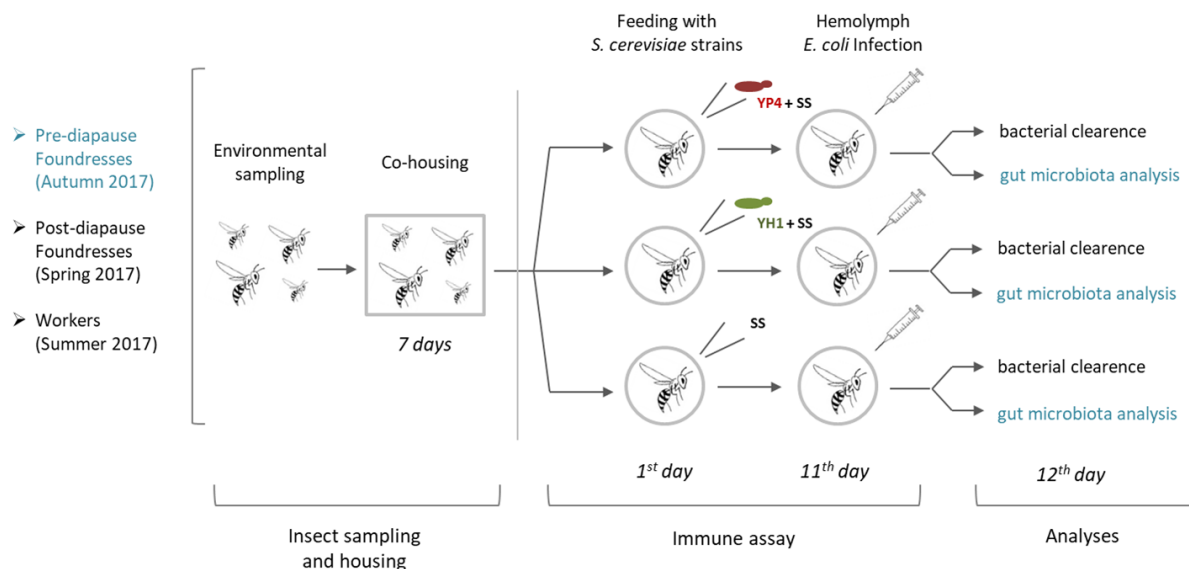 Feeding with
S. cerevisiae strains
Hemolymph
E. coli Infection
➢ Pre-diapause
Foundresses
(Autumn 2017)
➢ Post-diapause
Foundresses
(Spring 2017)
➢ Workers
(Summer 2017)
Environmental
sampling
Co-housing
7 days
YP4 + SS
bacterial clearence
gut microbiota analysis
YH1 + SS
bacterial clearence
gut microbiota analysis
SS
bacterial clearence
gut microbiota analysis
1st day
11th day
12th day
Insect sampling
and housing
Immune assay
Analyses